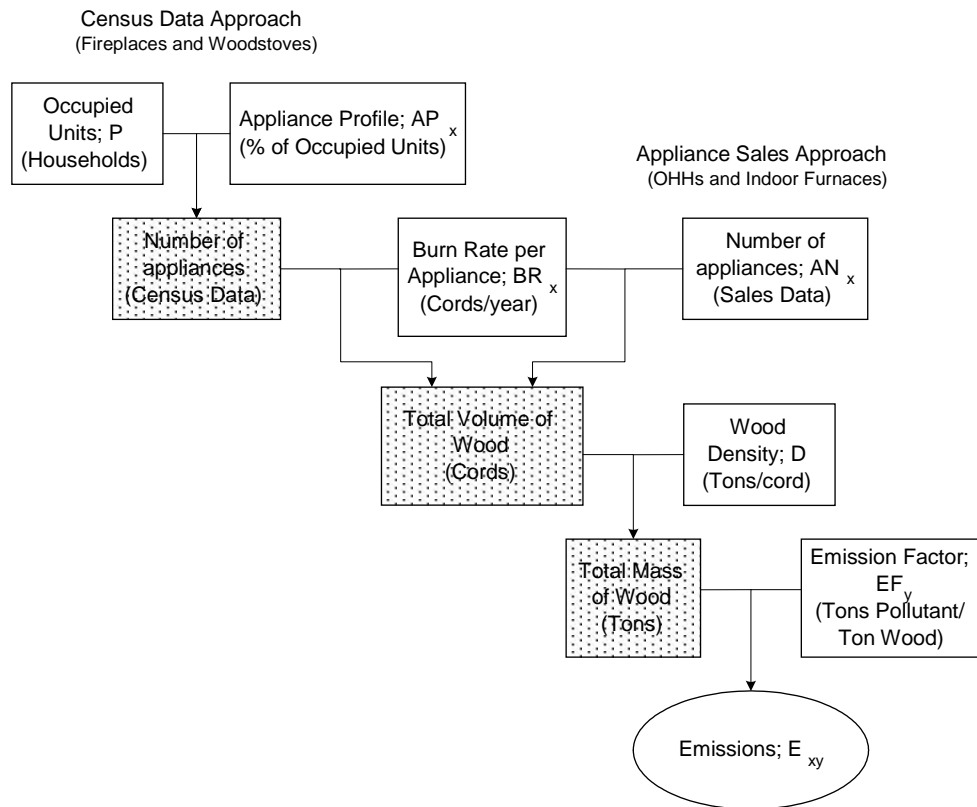 Census Data Approach
(Fireplaces and Woodstoves)
Occupied
Units; P
(Households)
Appliance Profile; AP x
(% of Occupied Units)
Appliance Sales Approach
(OHHs and Indoor Furnaces)
Number of
appliances
(Census Data)
Burn Rate per
Appliance; BR x
(Cords/year)
Number of
appliances; AN x
(Sales Data)
Total Volume of
Wood
(Cords)
Wood
Density; D
(Tons/cord)
Total Mass
of Wood
(Tons)
Emission Factor;
EF y
(Tons Pollutant/
Ton Wood)
Emissions; E xy